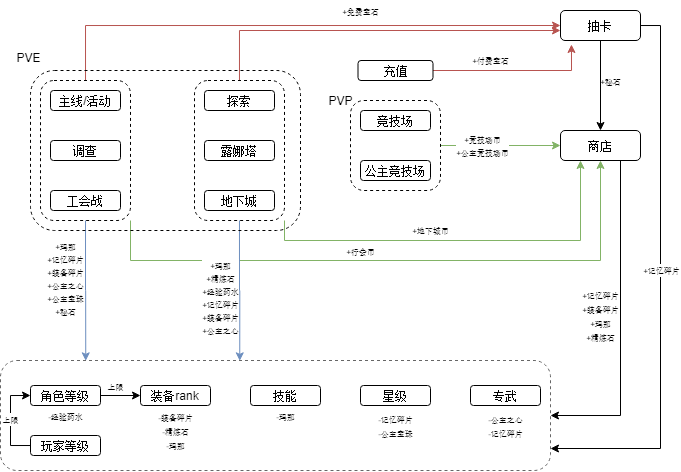 +免费宝石
抽卡
PVE
充值
+付费宝石
+秘石
主线/活动
探索
PVP
竟技场
+竞技场币
+公主竞技场币
商店
调查
露娜塔
公主竟技场
工会战
地下城
+地下城币
+行会币
+玛那
+记忆碎片
+装备碎片
+公主之心
+公主宝珠
+秘石
+玛那
+精炼石
+经验药水
+记忆碎片
+装备碎片
+公主之心
+记忆碎片
+记忆碎片
+装备碎片
+玛那
+精炼石
角色等级
上限
装备rank
技能
星级
专武
-经验药水
-装备碎片
-精炼石
-玛那
-玛那
-记忆碎片
-公主宝珠
-公主之心
-记忆碎片
上限
玩家等级